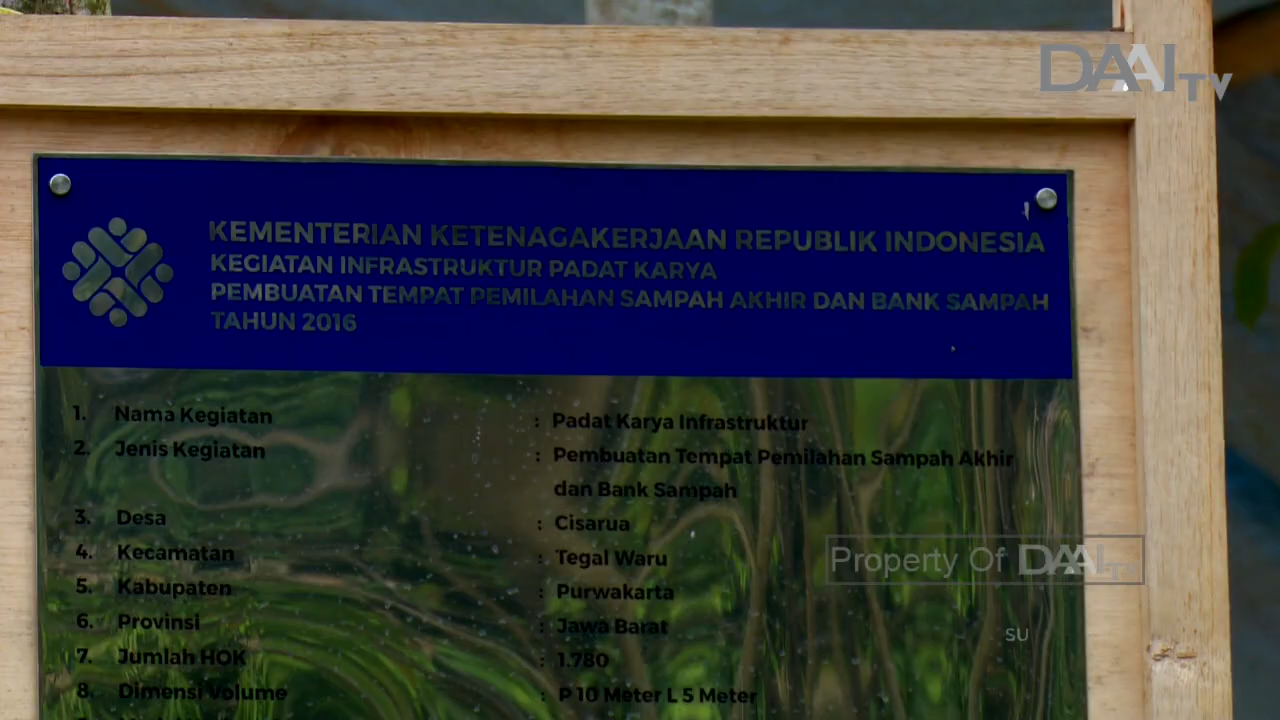 DAAI TV
KEMENTERIAN KETENAGAKERJAAN REPUBLIK INDONESIA
KEGIATAN INFRASTRUKTUR PADAT KARYA
PEMBUATAN TEMPAT PEMILAHAN SAMPAH AKHIR DAN BANK SAMPAH
TAHUN 2016
1. Nama Kegiatan : Padat Karya Infrastruktur
2. Jenis Kegiatan : Pembuatan Tempat Pemilahan Sampah Akhir
dan Bank Sampah
3. Desa : Cisarua
4. Kecamatan : Tegal Waru
5. Kabupaten : Purwakarta
6. Provinsi : Jawa Barat
7. Jumlah HOK : 1.780
8. Dimensi Volume : P 10 Meter L 5 Meter
Property Of DAAI TV
SU